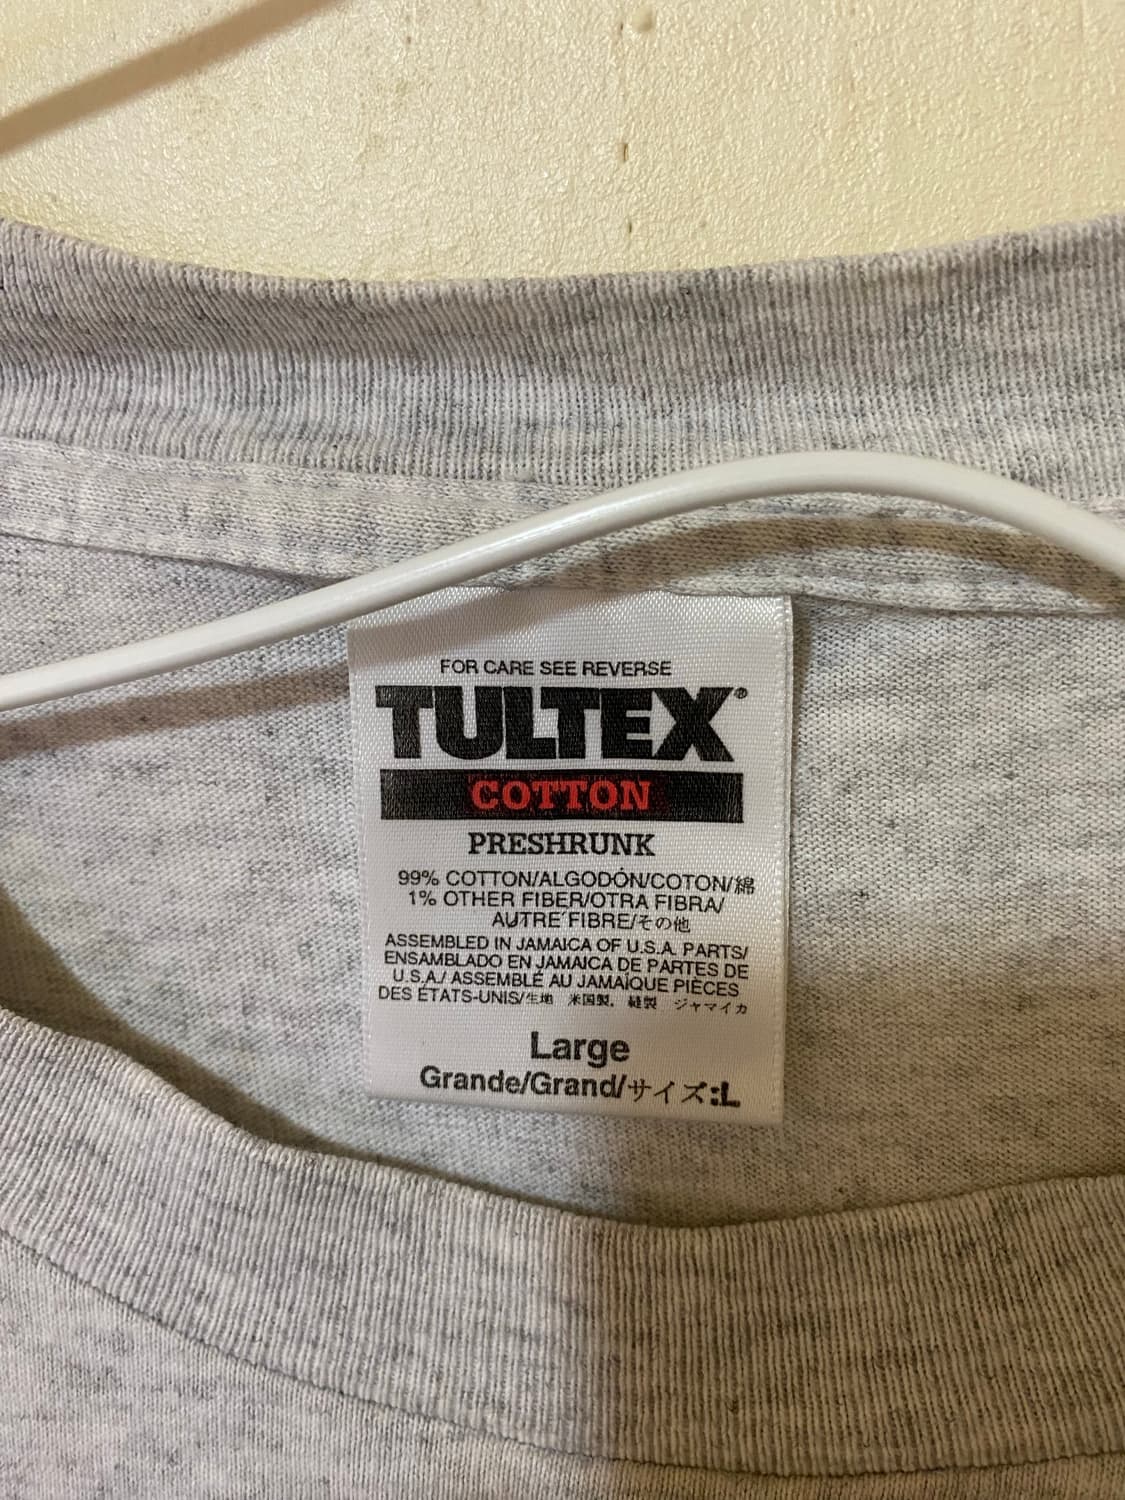 FOR CARE SEE REVERSE
TULTEX®
COTTON
PRESHRUNK
99% COTTON/ALGODÓN/COTON/綿
1% OTHER FIBER/OTRA FIBRA/
AUTRE FIBRE/その他
ASSEMBLED IN JAMAICA OF U.S.A. PARTS/
ENSAMBLADO EN JAMAICA DE PARTES DE
U.S.A./ ASSEMBLÉ AU JAMAÏQUE PIÈCES
DES ÉTATS-UNIS/生地 米国製. 縫製 ジャマイカ
Large
Grande/Grand/サイズ:L